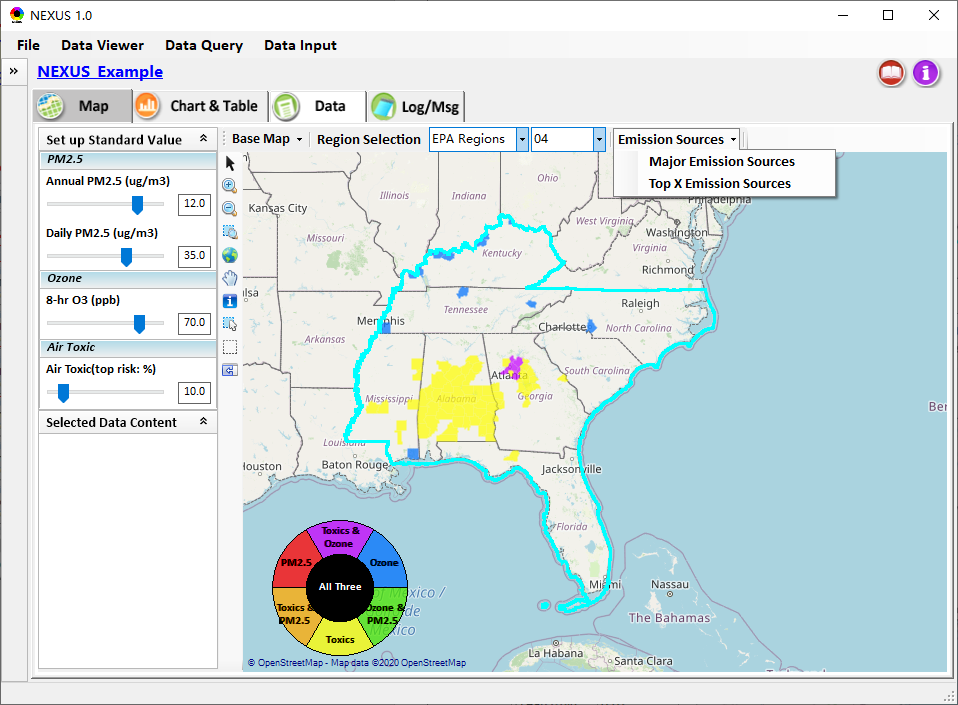 NEXUS 1.0
File Data Viewer Data Query Data Input
»
NEXUS_Example
Map Chart & Table Data Log/Msg
Set up Standard Value
Base Map Region Selection EPA Regions 04 Emission Sources
Major Emission Sources
Top X Emission Sources
PM2.5
Annual PM2.5 (ug/m3)
12.0
Daily PM2.5 (ug/m3)
35.0
Ozone
8-hr O3 (ppb)
70.0
Air Toxic
Air Toxic(top risk: %)
10.0
Selected Data Content
Ohio
Illinois
Indiana
Philadelphia
Kansas City
West Virginia
Washington
Missouri
Virginia
Kentucky
Richmond
ulsa
Raleigh
Tennessee
Memphis
Charlotte
North Carolina
Arkansas
South Carolina
Atlanta
Mississippi
Alabama
Georgia
Ber
Louisiana
Houston
Baton Rouge
Jacksonville
Florida
Miami
Nassau
The Bahamas
La Habana
Santa Clara
of Mexico /
de
Mexico
Toxics &
Ozone
PM2.5
Ozone
All Three
Toxics &
PM2.5
Ozone &
PM2.5
Toxics
© OpenStreetMap - Map data ©2020 OpenStreetMap